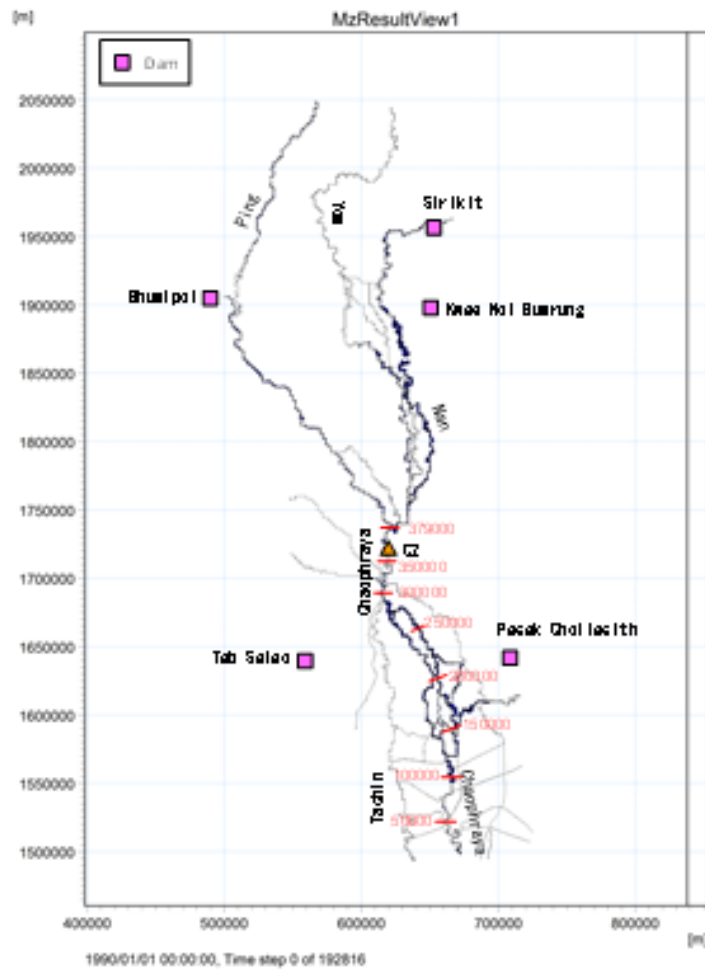 [m]
MzResultView1
Dam
2050000
2000000
Ping
Yom
Sirikit
1950000
Bhumipol
1900000
Kwae Noi Bumrung
1850000
Nan
1800000
1750000
379000
Chaophraya
C2
350000
1700000
300000
250000
Pasak Chollasith
1650000
Tab Salao
200000
1600000
150000
Tachin
100000
Chaophraya
1550000
50000
1500000
400000
500000
600000
700000
800000
[m]
1990/01/01 00:00:00, Time step 0 of 192816